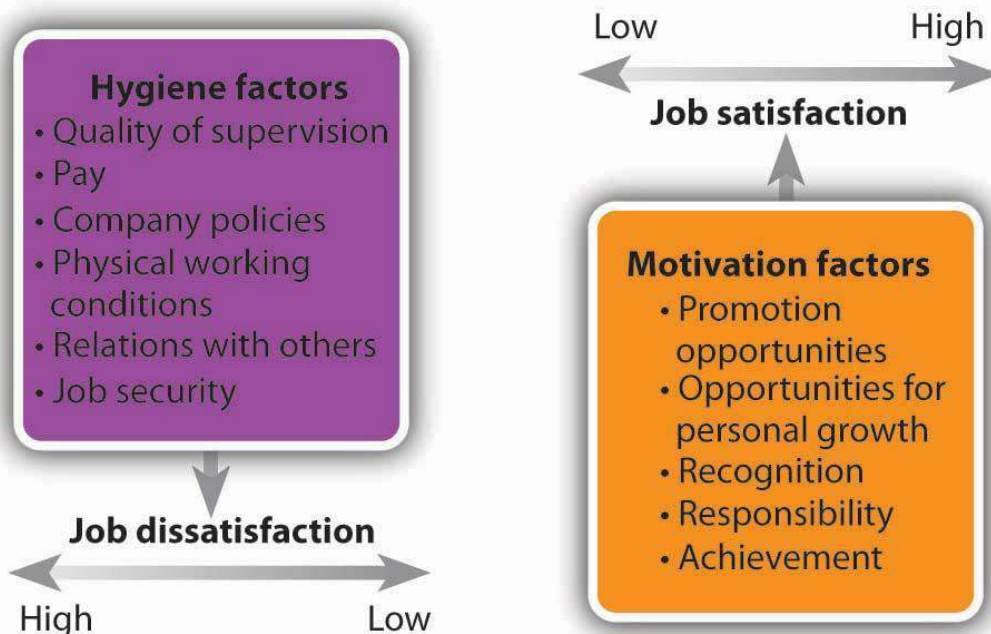 Hygiene factors
• Quality of supervision
• Pay
• Company policies
• Physical working
conditions
• Relations with others
• Job security
Job dissatisfaction
High Low
Low High
Job satisfaction
Motivation factors
• Promotion
opportunities
• Opportunities for
personal growth
• Recognition
• Responsibility
• Achievement